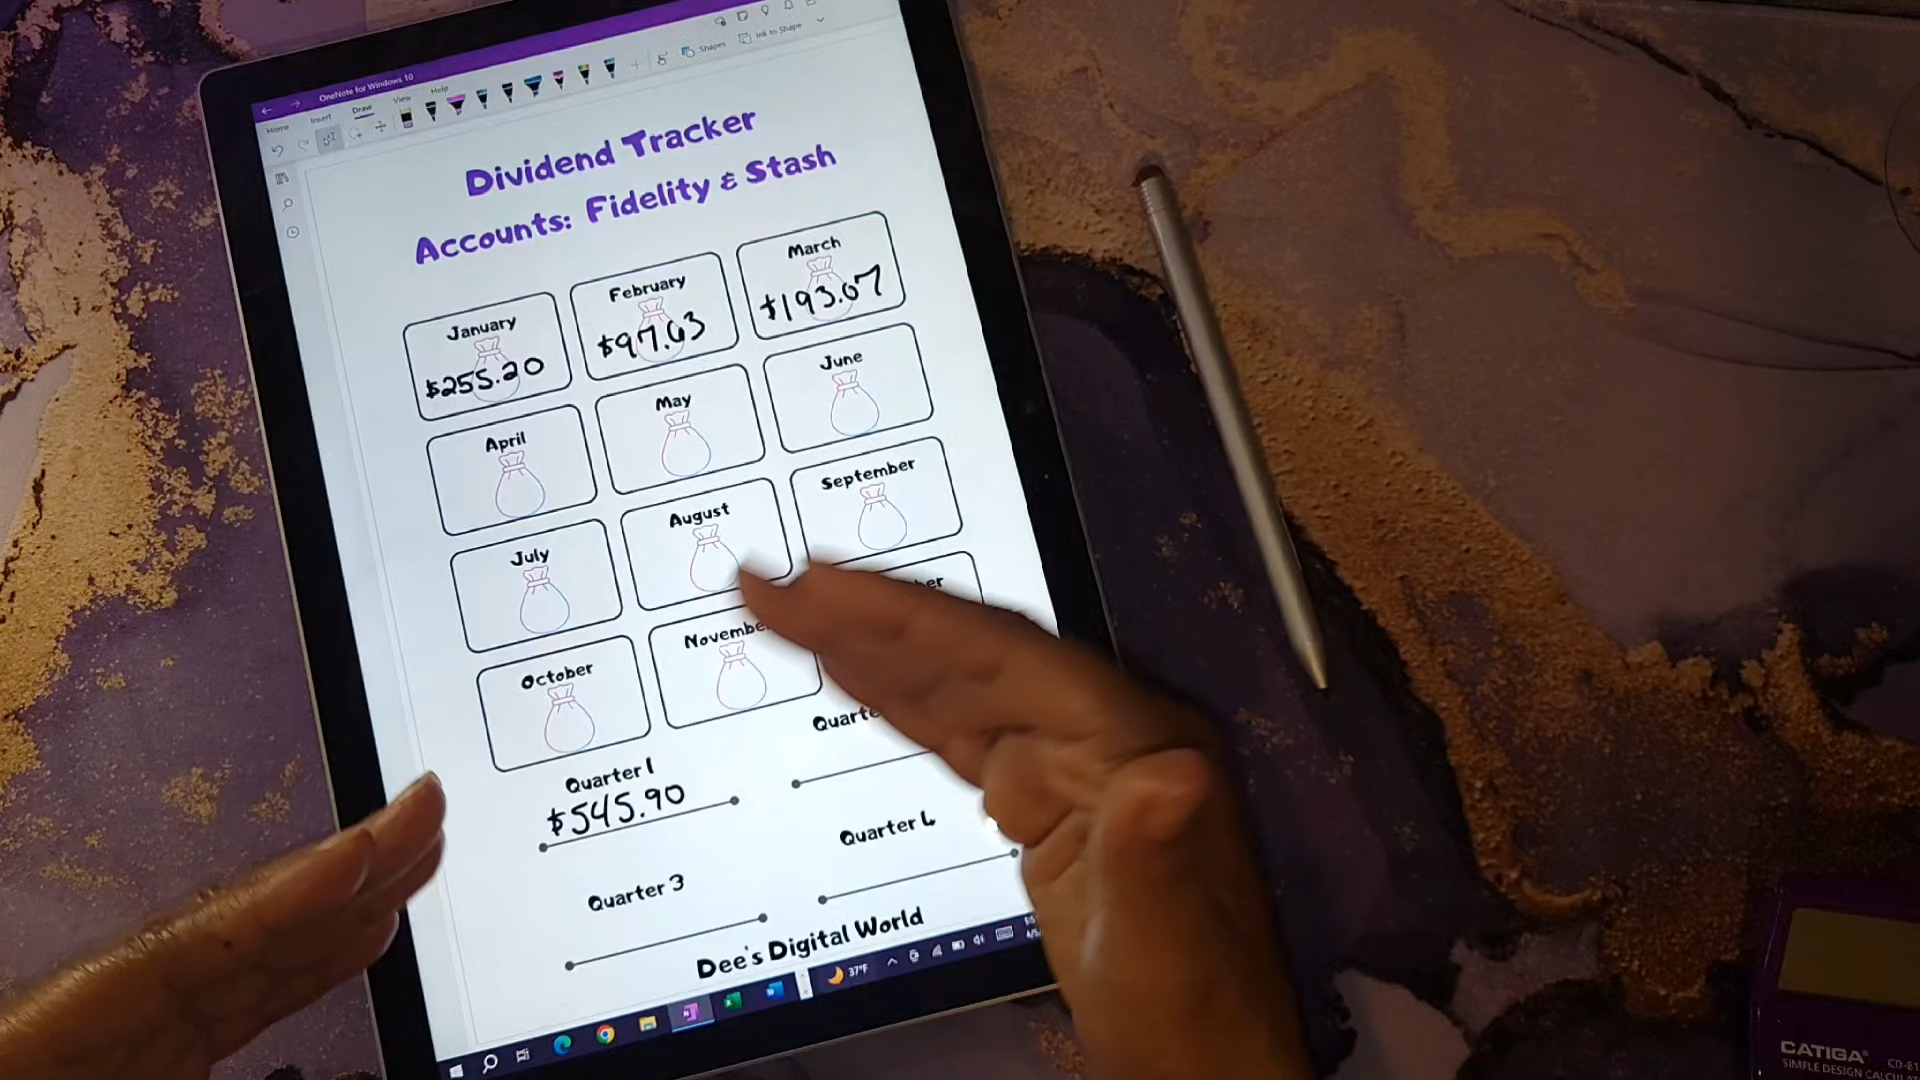 OneNote for Windows 10
Home Insert Draw View Help
Shapes Ink to Shape
Dividend Tracker
Accounts: Fidelity & Stash
January
$255.20
February
$97.63
March
$193.07
April
May
June
July
August
September
October
November
Quarter 1
$545.90
Quarter 3
Quarter 4
Dee's Digital World
37°F
CATIGA
SIMPLE DESIGN